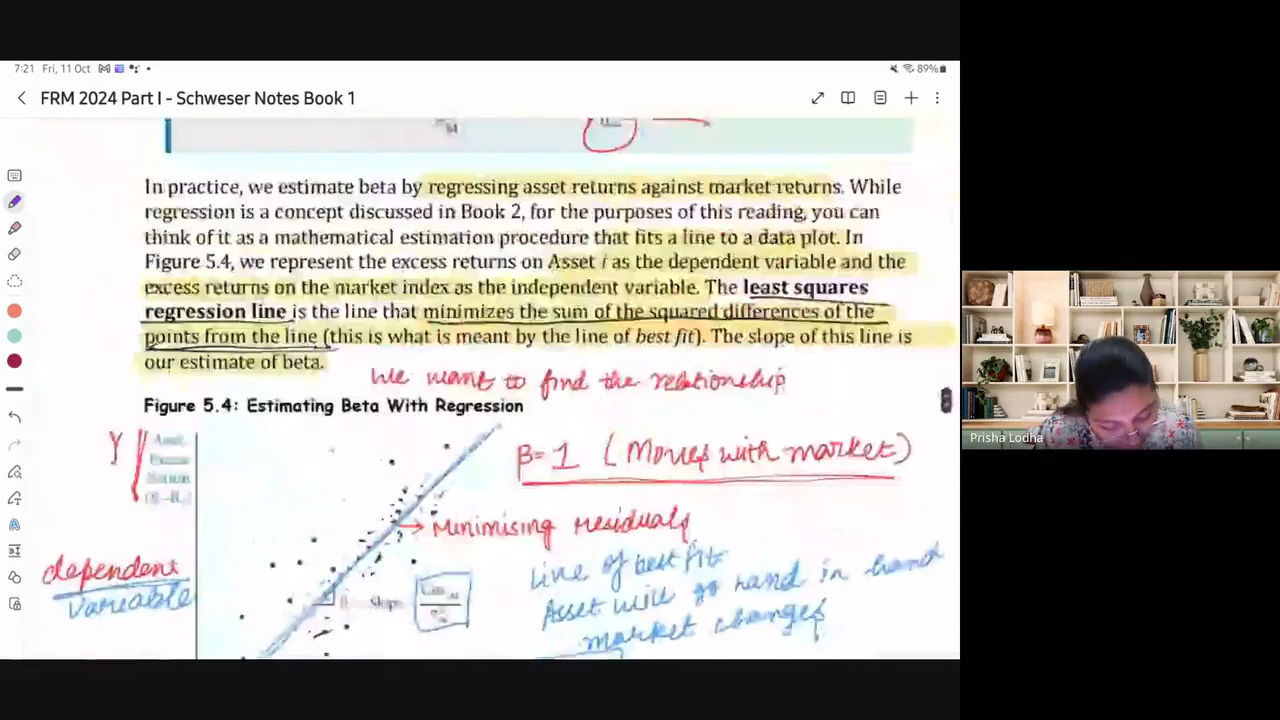 7:21 Fri, 11 Oct
89%
FRM 2024 Part I - Schweser Notes Book 1
In practice, we estimate beta by regressing asset returns against market returns. While
regression is a concept discussed in Book 2, for the purposes of this reading, you can
think of it as a mathematical estimation procedure that fits a line to a data plot. In
Figure 5.4, we represent the excess returns on Asset i as the dependent variable and the
excess returns on the market index as the independent variable. The least squares
regression line is the line that minimizes the sum of the squared differences of the
points from the line (this is what is meant by the line of best fit). The slope of this line is
our estimate of beta.
We want to find the relationship
Figure 5.4: Estimating Beta With Regression
Y
Asset
Excess
β = 1 (Moves with market)
Minimising residuals
dependent
variable
slope
line of best fit
Asset will go hand in hand
market changes
Prisha Lodha